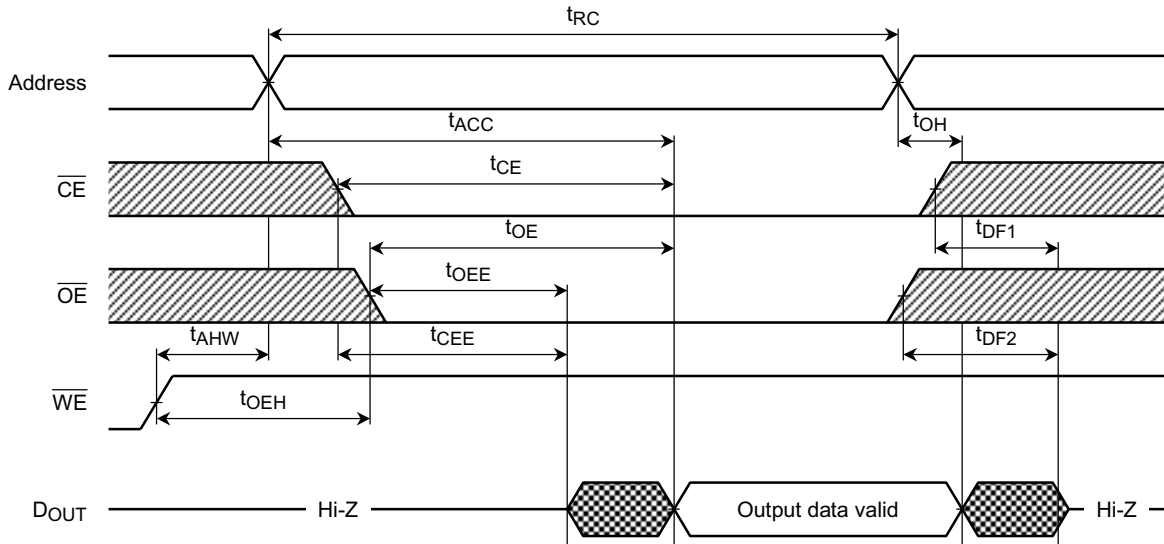 tRC
Address
tACC
tOH
CE
tCE
tOE
tDF1
OE
tOEE
tAHW
tCEE
tDF2
WE
tOEH
DOUT
Hi-Z
Output data valid
Hi-Z